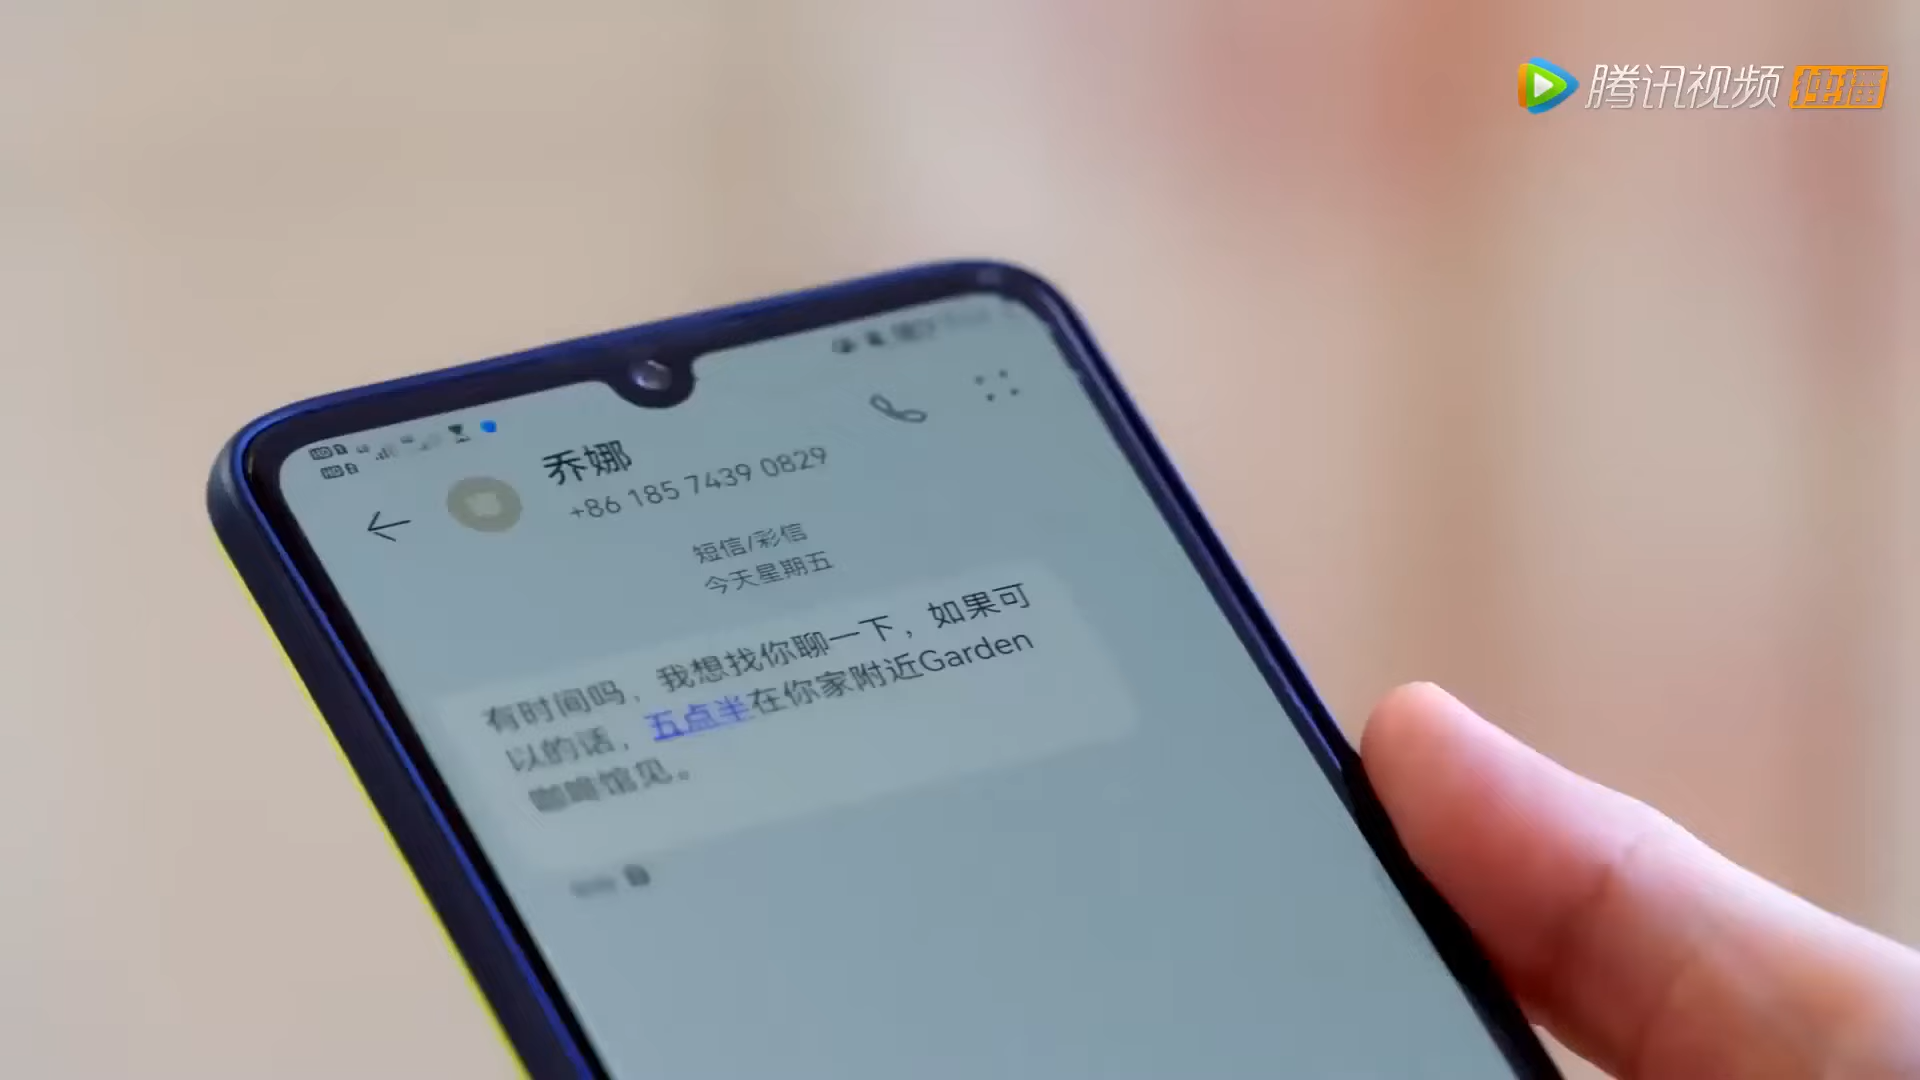 腾讯视频 独播
乔娜
+86 185 7439 0829
短信/彩信
今天星期五
有时间吗，我想找你聊一下，如果可
以的话，五点半在你家附近Garden
咖啡馆见。